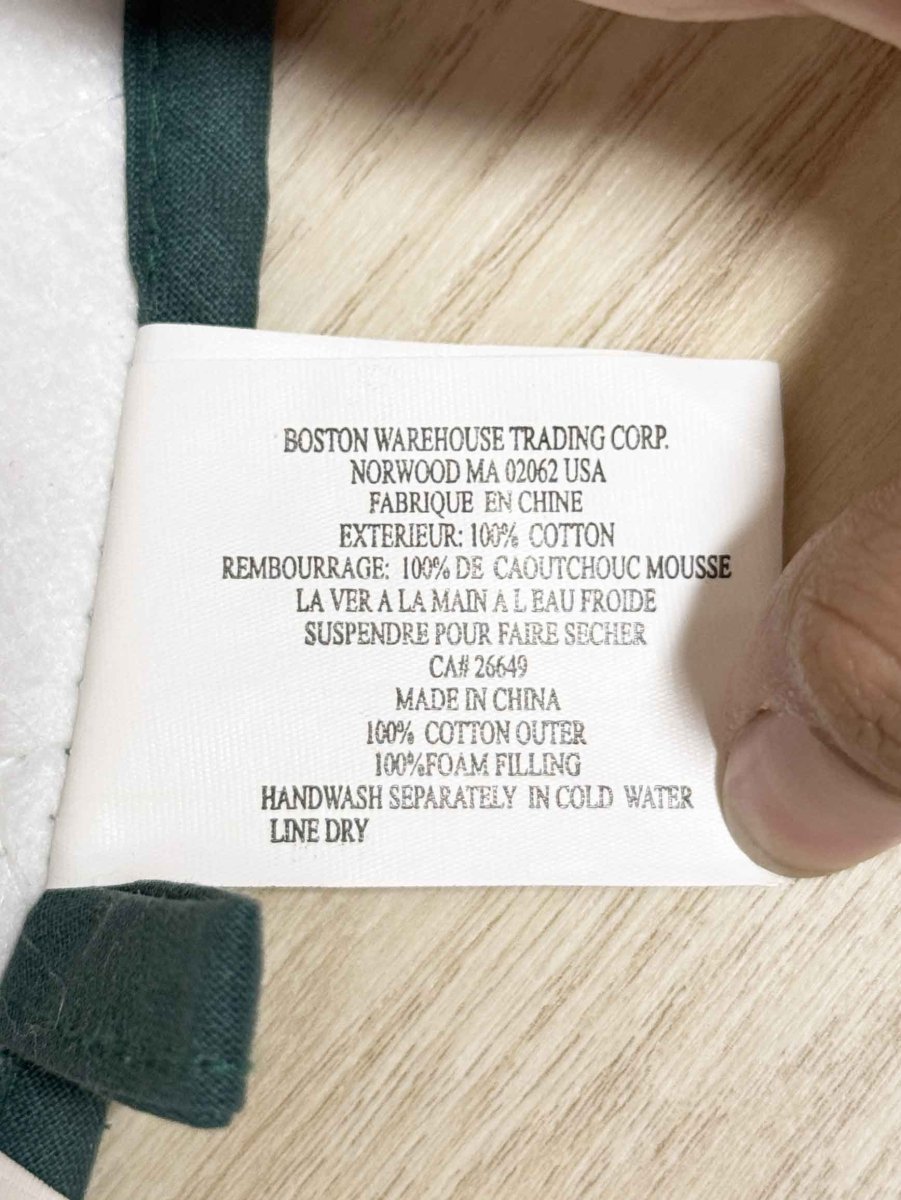 BOSTON WAREHOUSE TRADING CORP.
NORWOOD MA 02062 USA
FABRIQUE EN CHINE
EXTERIEUR: 100% COTTON
REMBOURRAGE: 100% DE CAOUTCHOUC MOUSSE
LA VER A LA MAIN A L EAU FROIDE
SUSPENDRE POUR FAIRE SECHER
CA# 26649
MADE IN CHINA
100% COTTON OUTER
100%FOAM FILLING
HANDWASH SEPARATELY IN COLD WATER
LINE DRY